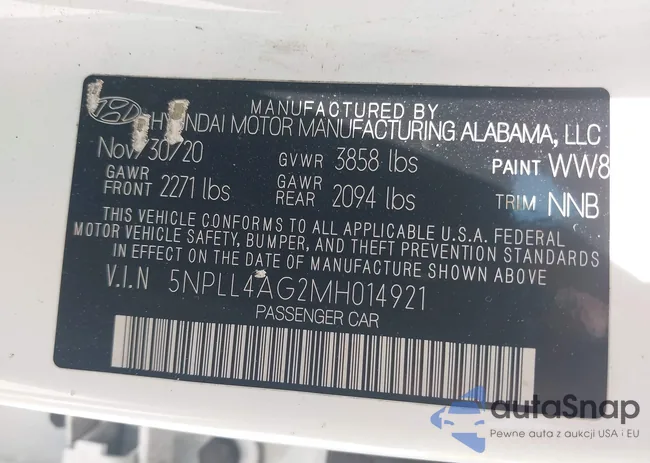 MANUFACTURED BY
HYUNDAI MOTOR MANUFACTURING ALABAMA, LLC
Nov/30/20 GVWR 3858 lbs PAINT WW8
GAWR FRONT 2271 lbs GAWR REAR 2094 lbs TRIM NNB
THIS VEHICLE CONFORMS TO ALL APPLICABLE U.S.A. FEDERAL
MOTOR VEHICLE SAFETY, BUMPER, AND THEFT PREVENTION STANDARDS
IN EFFECT ON THE DATE OF MANUFACTURE SHOWN ABOVE
V.I.N 5NPLL4AG2MH014921
PASSENGER CAR
autoSnap
Pewne auta z aukcji USA i EU